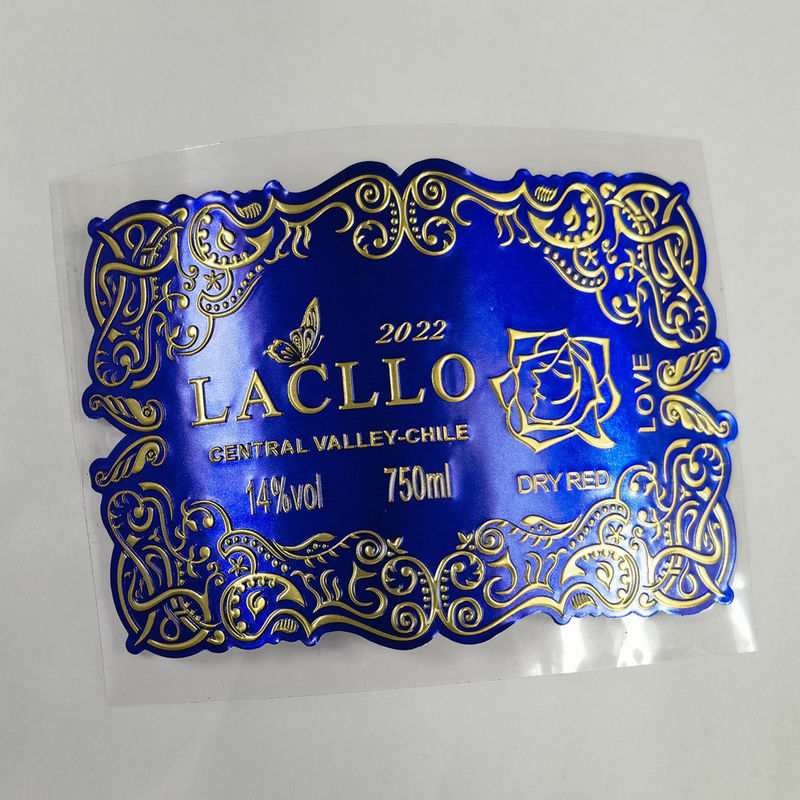 2022
LACLLO
CENTRAL VALLEY-CHILE
14%vol
750ml
DRY RED
LOVE